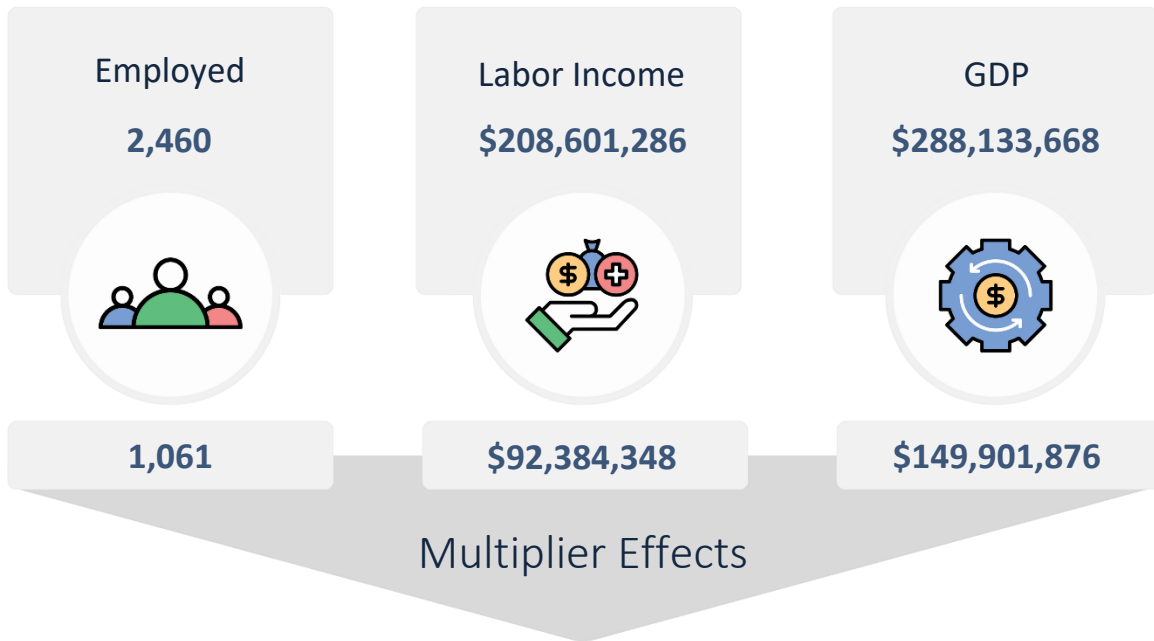 Employed
2,460
Labor Income
$208,601,286
GDP
$288,133,668
$
$
1,061
$92,384,348
$149,901,876
Multiplier Effects